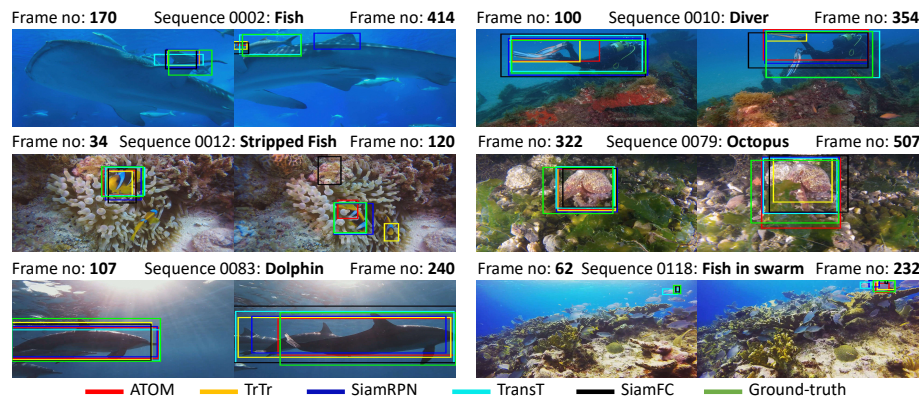 Frame no: 170 Sequence 0002: Fish Frame no: 414
Frame no: 100 Sequence 0010: Diver Frame no: 354
Frame no: 34 Sequence 0012: Stripped Fish Frame no: 120
Frame no: 322 Sequence 0079: Octopus Frame no: 507
Frame no: 107 Sequence 0083: Dolphin Frame no: 240
Frame no: 62 Sequence 0118: Fish in swarm Frame no: 232
ATOM TrTr SiamRPN TransT SiamFC Ground-truth